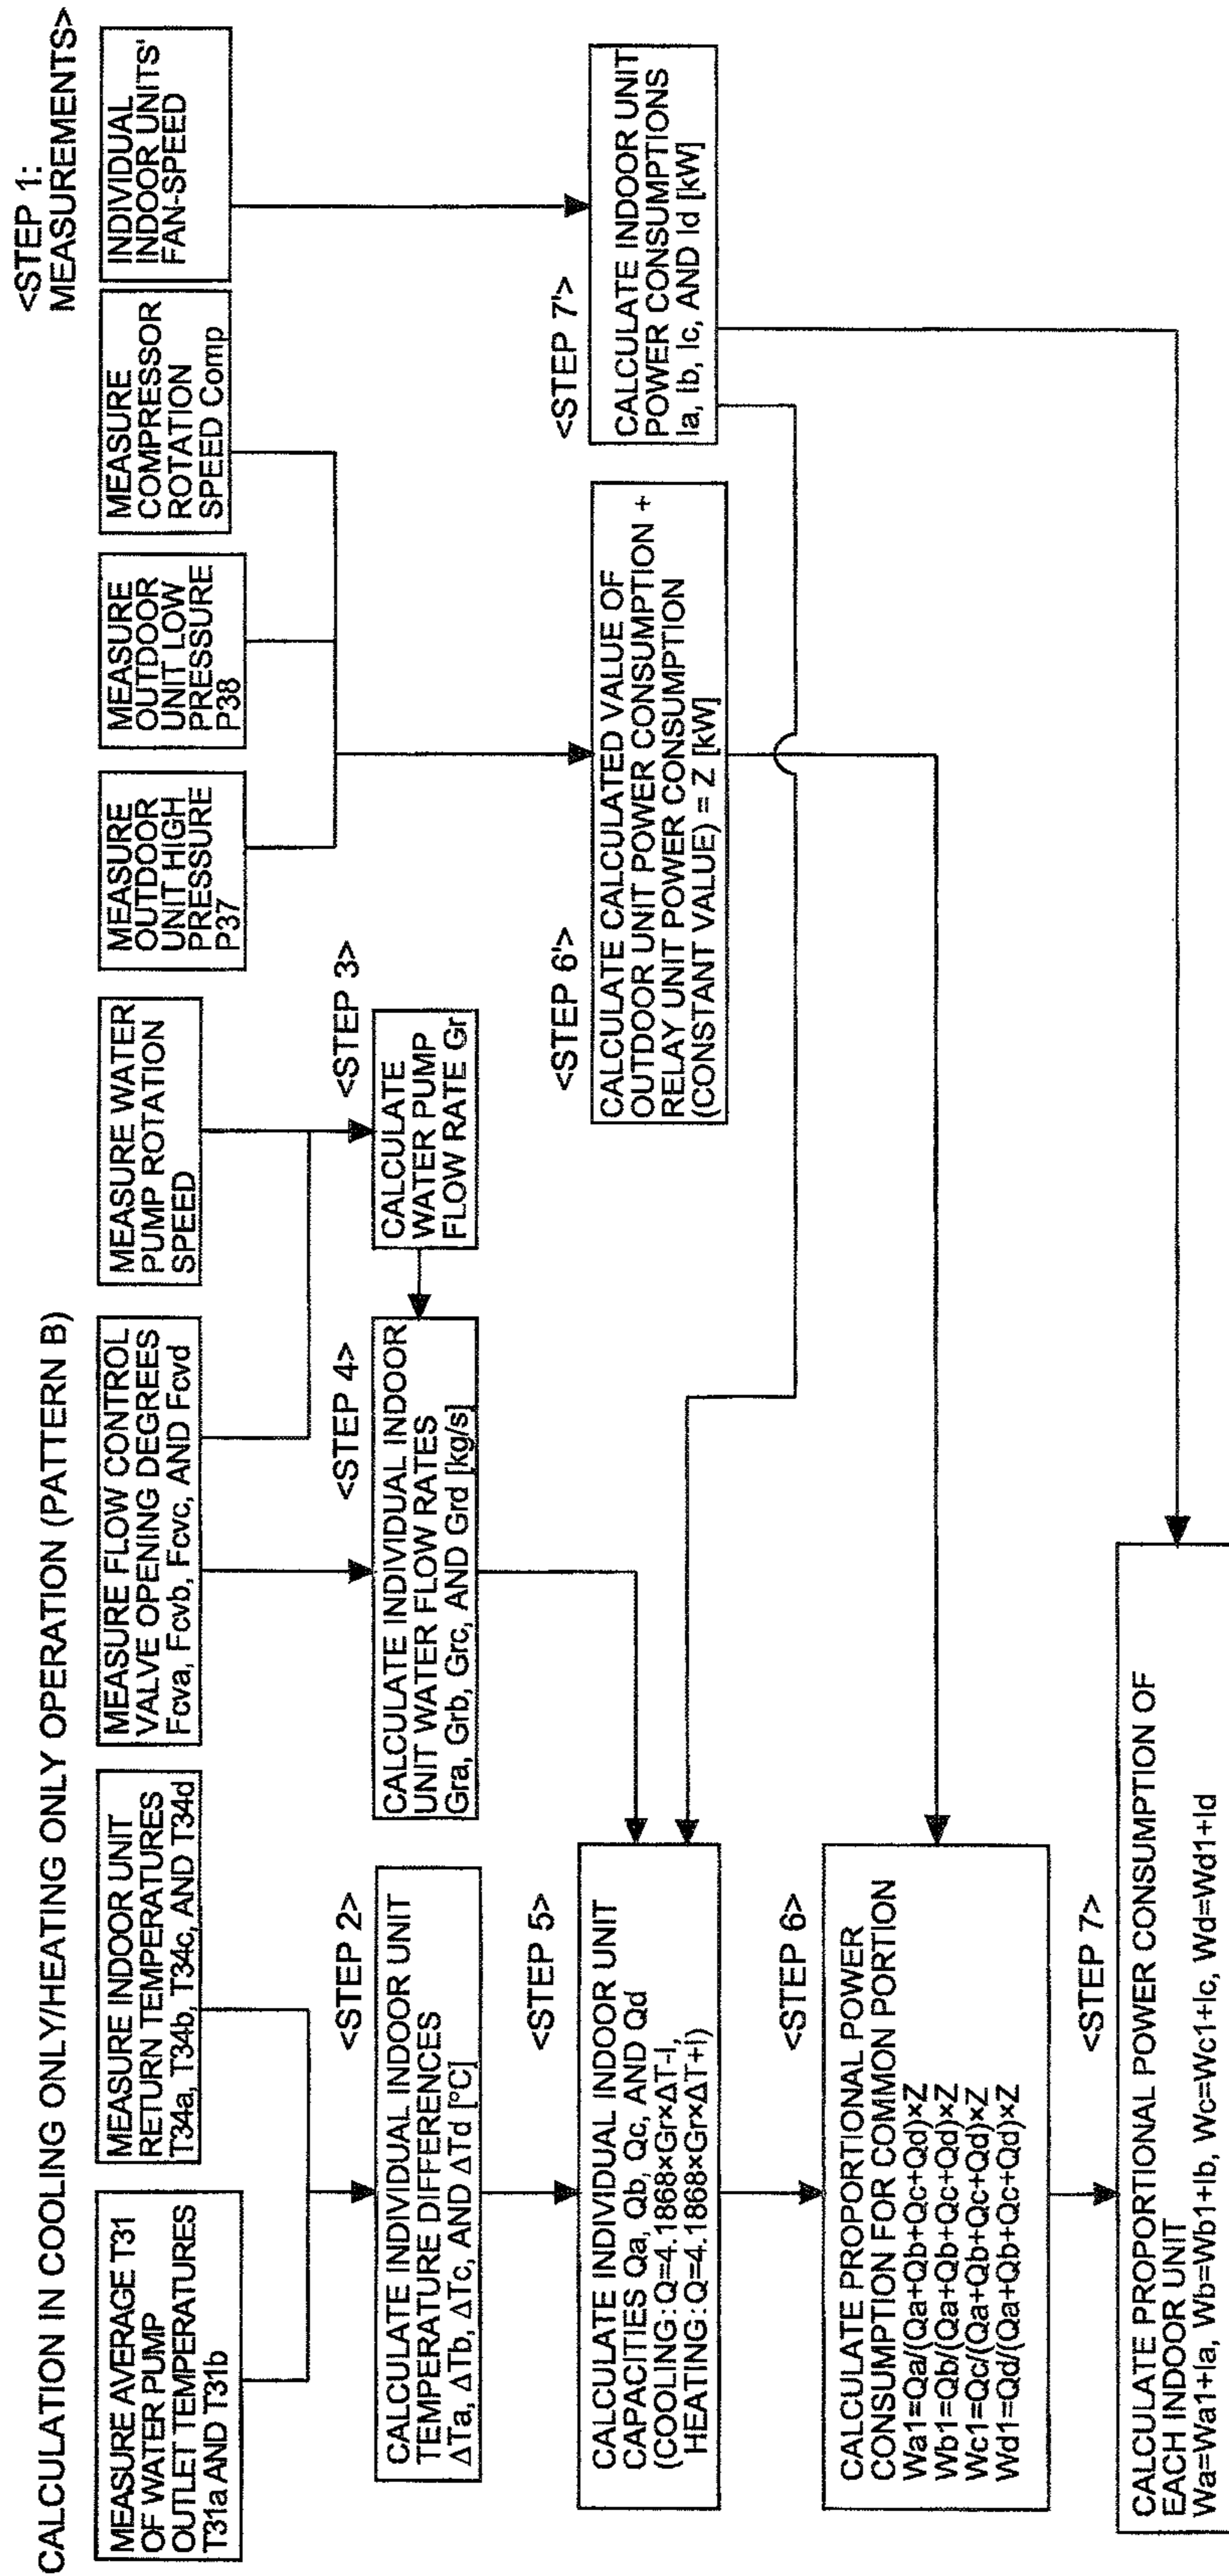 CALCULATION IN COOLING ONLY/HEATING ONLY OPERATION (PATTERN B)
<STEP 1:
MEASUREMENTS>
MEASURE AVERAGE T31
OF WATER PUMP
OUTLET TEMPERATURES
T31a AND T31b
MEASURE INDOOR UNIT
RETURN TEMPERATURES
T34a, T34b, T34c, AND T34d
MEASURE FLOW CONTROL
VALVE OPENING DEGREES
Fcva, Fcvb, Fcvc, AND Fcvd
MEASURE WATER
PUMP ROTATION
SPEED
MEASURE
OUTDOOR
UNIT HIGH
PRESSURE
P37
MEASURE
OUTDOOR
UNIT LOW
PRESSURE
P38
MEASURE
COMPRESSOR
ROTATION
SPEED Comp
INDIVIDUAL
INDOOR UNITS'
FAN-SPEED
<STEP 2>
CALCULATE INDIVIDUAL INDOOR UNIT
TEMPERATURE DIFFERENCES
ΔTa, ΔTb, ΔTc, AND ΔTd [°C]
<STEP 4>
CALCULATE INDIVIDUAL INDOOR
UNIT WATER FLOW RATES
Gra, Grb, Grc, AND Grd [kg/s]
<STEP 3>
CALCULATE
WATER PUMP
FLOW RATE Gr
<STEP 5>
CALCULATE INDIVIDUAL INDOOR UNIT
CAPACITIES Qa, Qb, Qc, AND Qd
(COOLING: Q=4.1868×Gr×ΔT-I,
HEATING: Q=4.1868×Gr×ΔT+I)
<STEP 6'>
CALCULATE CALCULATED VALUE OF
OUTDOOR UNIT POWER CONSUMPTION +
RELAY UNIT POWER CONSUMPTION
(CONSTANT VALUE) = Z [kW]
<STEP 7'>
CALCULATE INDOOR UNIT
POWER CONSUMPTIONS
Ia, Ib, Ic, AND Id [kW]
<STEP 6>
CALCULATE PROPORTIONAL POWER
CONSUMPTION FOR COMMON PORTION
Wa1=Qa/(Qa+Qb+Qc+Qd)×Z
Wb1=Qb/(Qa+Qb+Qc+Qd)×Z
Wc1=Qc/(Qa+Qb+Qc+Qd)×Z
Wd1=Qd/(Qa+Qb+Qc+Qd)×Z
<STEP 7>
CALCULATE PROPORTIONAL POWER CONSUMPTION OF
EACH INDOOR UNIT
Wa=Wa1+Ia, Wb=Wb1+Ib, Wc=Wc1+Ic, Wd=Wd1+Id